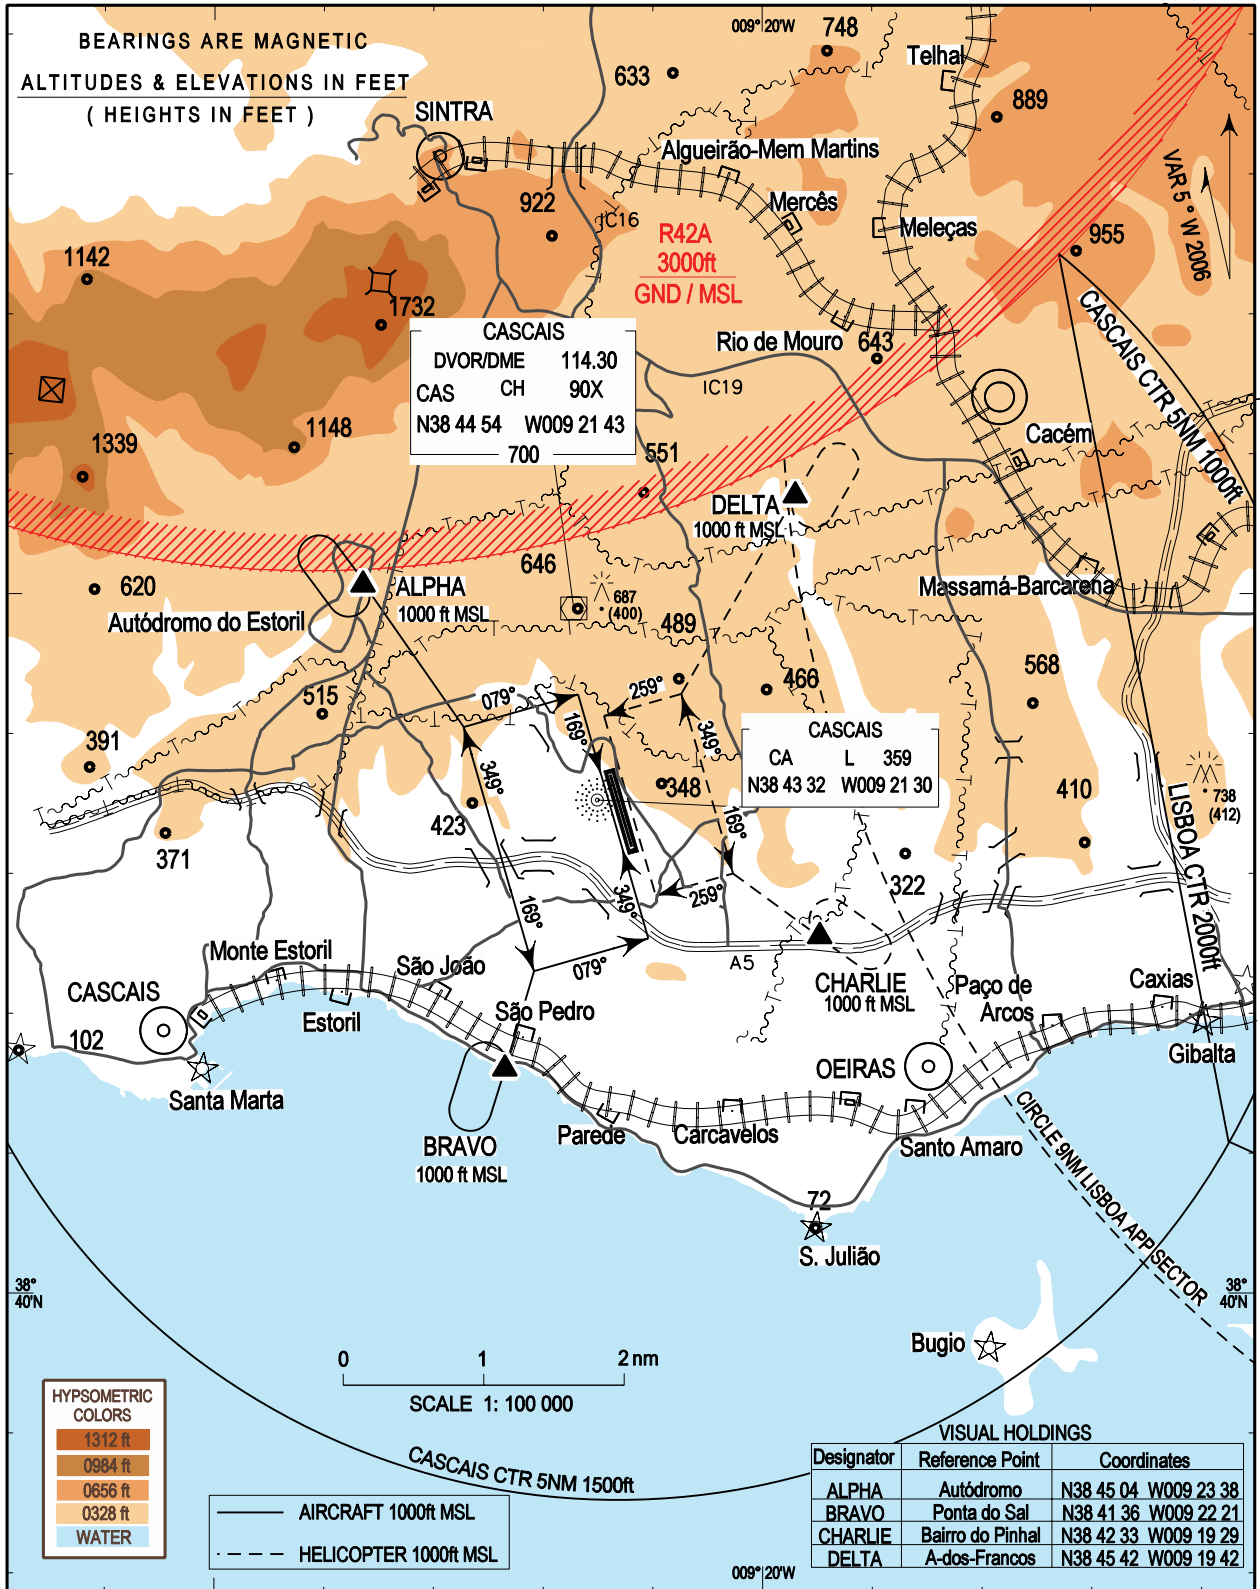 BEARINGS ARE MAGNETIC
ALTITUDES & ELEVATIONS IN FEET
( HEIGHTS IN FEET )
009° 20'W
748
633
Telhal
889
SINTRA
Algueirão-Mem Martins
VAR 5° W 2006
922
IC16
Mercês
Meleças
955
R42A
3000ft
GND / MSL
1142
1732
CASCAIS
DVOR/DME 114.30
CAS CH 90X
N38 44 54 W009 21 43
700
Rio de Mouro
643
IC19
CASCAIS CTR 5NM 1000ft
Cacém
1148
1339
551
DELTA
1000 ft MSL
646
687
(400)
620
ALPHA
1000 ft MSL
Autódromo do Estoril
489
Massamá-Barcarena
568
466
515
079°
259°
169°
349°
349°
CASCAIS
CA L 359
N38 43 32 W009 21 30
391
348
410
738
(412)
LISBOA CTR 2000ft
423
371
169°
322
259°
169°
349°
079°
A5
Monte Estoril
São João
CASCAIS
Estoril
São Pedro
CHARLIE
1000 ft MSL
Paço de
Arcos
Caxias
102
Gibalta
OEIRAS
Santa Marta
BRAVO
1000 ft MSL
Parede
Carcavelos
Santo Amaro
CIRCLE 9NM LISBOA APP SECTOR
72
S. Julião
38°
40'N
38°
40'N
Bugio
0 1 2 nm
SCALE 1: 100 000
CASCAIS CTR 5NM 1500ft
HYPSOMETRIC
COLORS
1312 ft
0984 ft
0656 ft
0328 ft
WATER
AIRCRAFT 1000ft MSL
HELICOPTER 1000ft MSL
VISUAL HOLDINGS
Designator Reference Point Coordinates
ALPHA Autódromo N38 45 04 W009 23 38
BRAVO Ponta do Sal N38 41 36 W009 22 21
CHARLIE Bairro do Pinhal N38 42 33 W009 19 29
DELTA A-dos-Francos N38 45 42 W009 19 42
009° 20'W